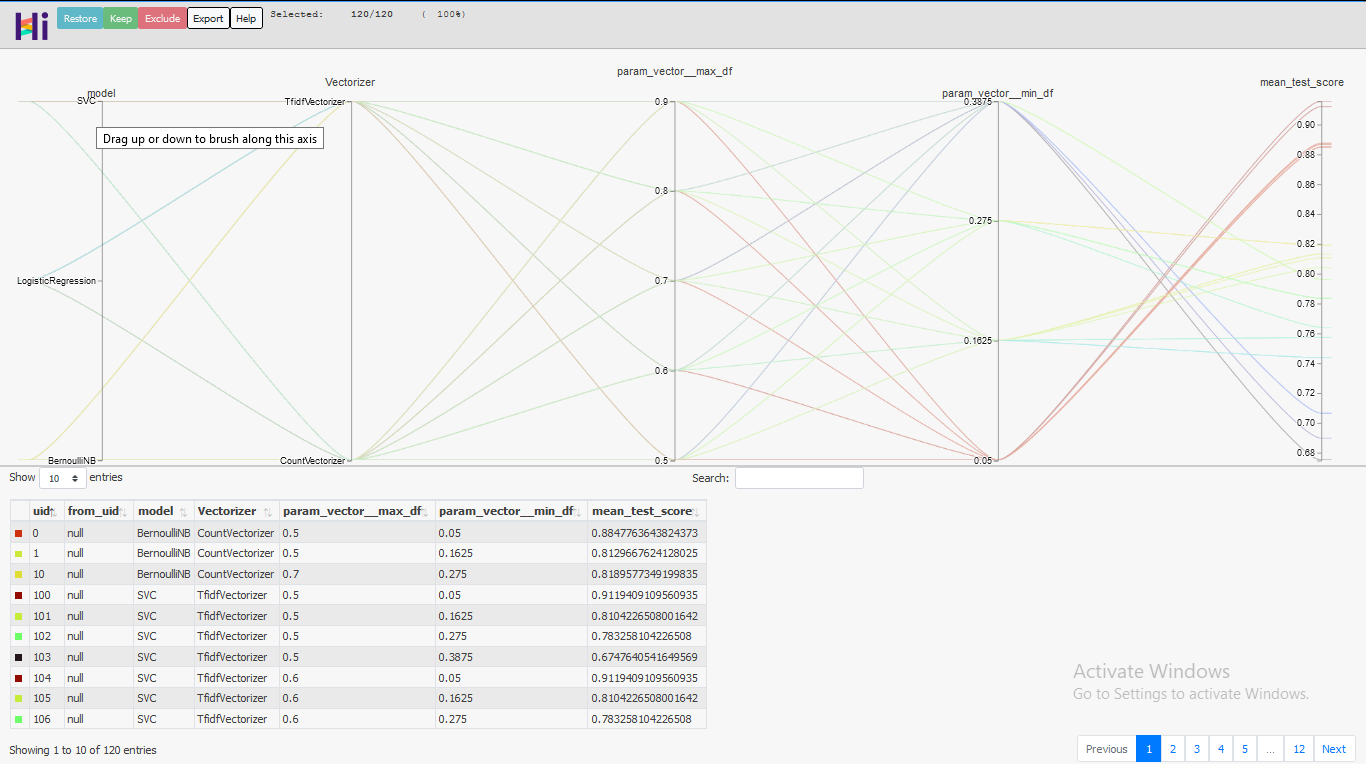 Hi Restore Keep Exclude Export Help Selected: 120/120 ( 100%)
param_vector__max_df
Vectorizer mean_test_score
model param_vector__min_df
SVC TfidfVectorizer 0.9 0.3875
0.90
Drag up or down to brush along this axis
0.88
0.86
0.8
0.84
0.275
0.82
0.80
LogisticRegression 0.7
0.78
0.76
0.1625
0.74
0.6
0.72
0.70
0.68
BernoulliNB CountVectorizer 0.5 0.05
Show 10 entries Search:
uid from_uid model Vectorizer param_vector__max_df param_vector__min_df mean_test_score
0 null BernoulliNB CountVectorizer 0.5 0.05 0.8847763643824373
1 null BernoulliNB CountVectorizer 0.5 0.1625 0.8129667624128025
10 null BernoulliNB CountVectorizer 0.7 0.275 0.8189577349199835
100 null SVC TfidfVectorizer 0.5 0.05 0.9119409109560935
101 null SVC TfidfVectorizer 0.5 0.1625 0.8104226508001642
102 null SVC TfidfVectorizer 0.5 0.275 0.783258104226508
103 null SVC TfidfVectorizer 0.5 0.3875 0.6747640541649569
104 null SVC TfidfVectorizer 0.6 0.05 0.9119409109560935
105 null SVC TfidfVectorizer 0.6 0.1625 0.8104226508001642
106 null SVC TfidfVectorizer 0.6 0.275 0.783258104226508
Activate Windows
Go to Settings to activate Windows.
Showing 1 to 10 of 120 entries Previous 1 2 3 4 5 ... 12 Next